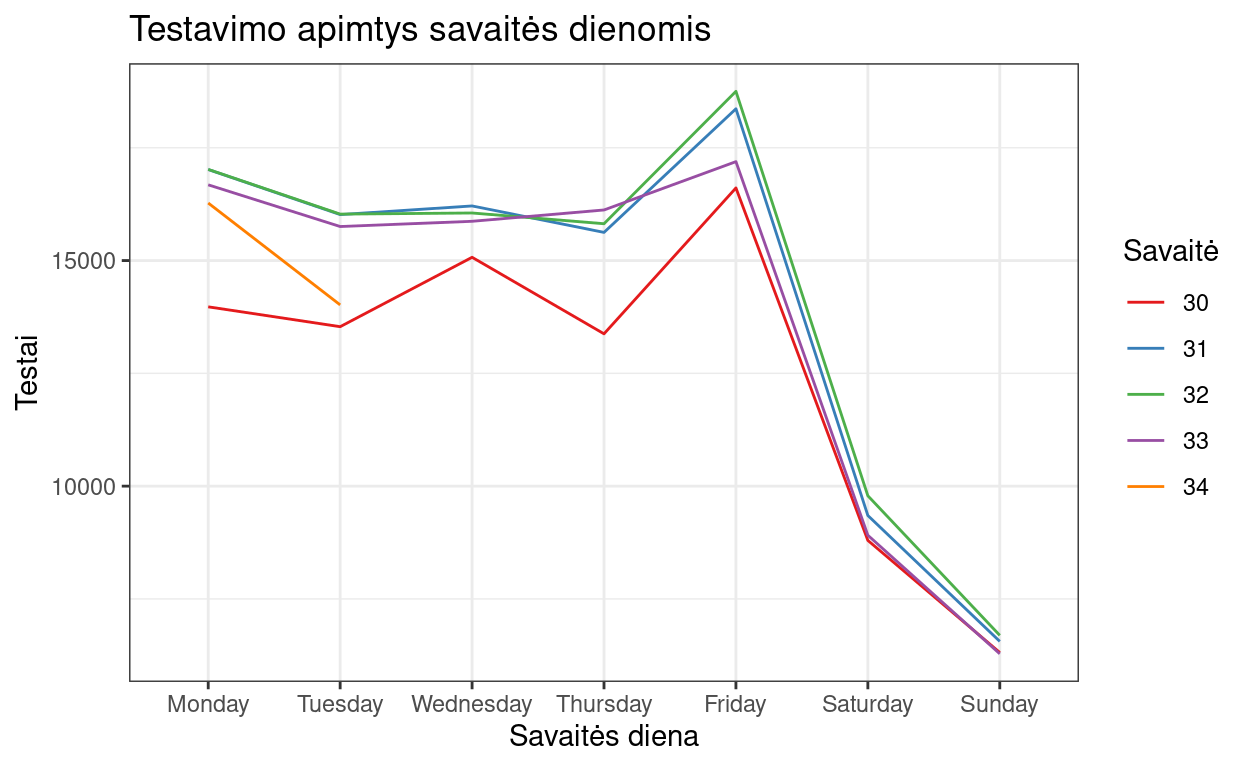 Testavimo apimtys savaitės dienomis
Testai
15000
10000
Monday Tuesday Wednesday Thursday Friday Saturday Sunday
Savaitės diena
Savaitė
30
31
32
33
34